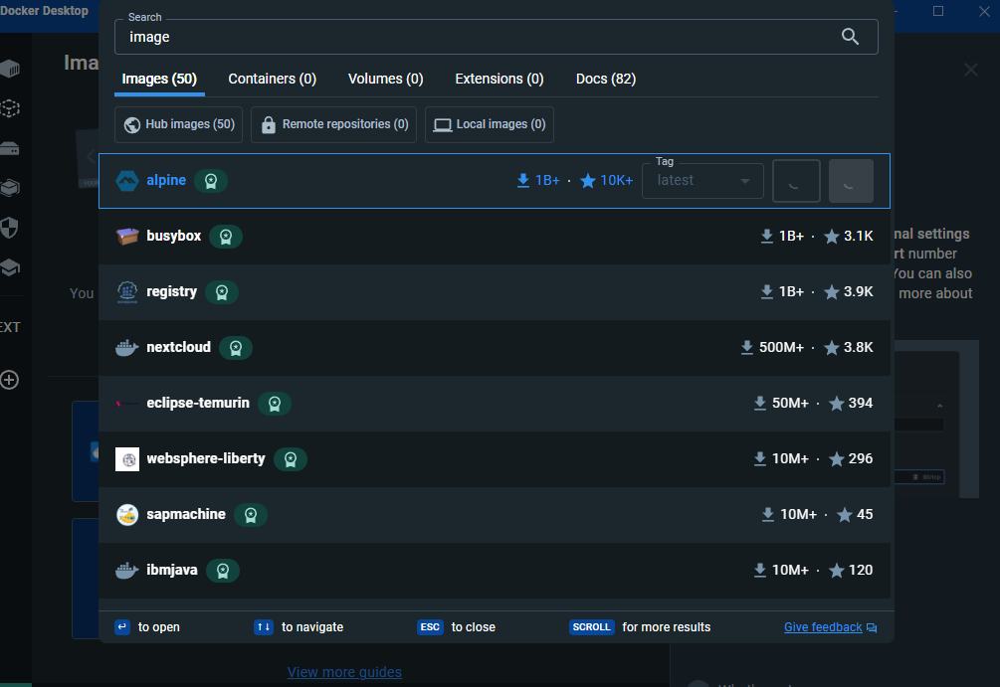 Docker Desktop
Search
image
Ima
Images (50) Containers (0) Volumes (0) Extensions (0) Docs (82)
Hub images (50) Remote repositories (0) Local images (0)
alpine 1B+ · 10K+ Tag latest
busybox 1B+ · 3.1K
nal settings
rt number
You can also
more about
registry 1B+ · 3.9K
You
EXT
nextcloud 500M+ · 3.8K
eclipse-temurin 50M+ · 394
websphere-liberty 10M+ · 296
sapmachine 10M+ · 45
ibmjava 10M+ · 120
to open to navigate ESC to close SCROLL for more results Give feedback
View more guides